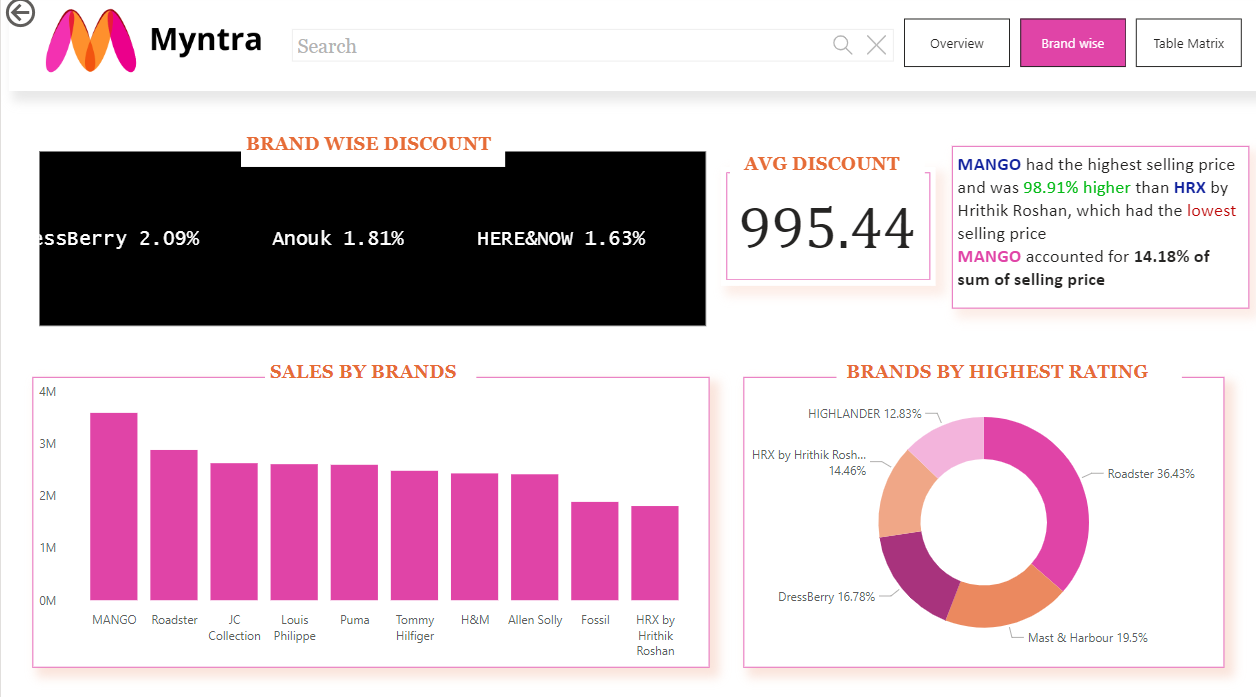 Myntra
Search
Overview
Brand wise
Table Matrix
BRAND WISE DISCOUNT
essBerry 2.09%
Anouk 1.81%
HERE&NOW 1.63%
AVG DISCOUNT
995.44
MANGO had the highest selling price
and was 98.91% higher than HRX by
Hrithik Roshan, which had the lowest
selling price
MANGO accounted for 14.18% of
sum of selling price
SALES BY BRANDS
4M
3M
2M
1M
0M
MANGO
Roadster
JC
Collection
Louis
Philippe
Puma
Tommy
Hilfiger
H&M
Allen Solly
Fossil
HRX by
Hrithik
Roshan
BRANDS BY HIGHEST RATING
HIGHLANDER 12.83%
HRX by Hrithik Rosh...
14.46%
Roadster 36.43%
DressBerry 16.78%
Mast & Harbour 19.5%